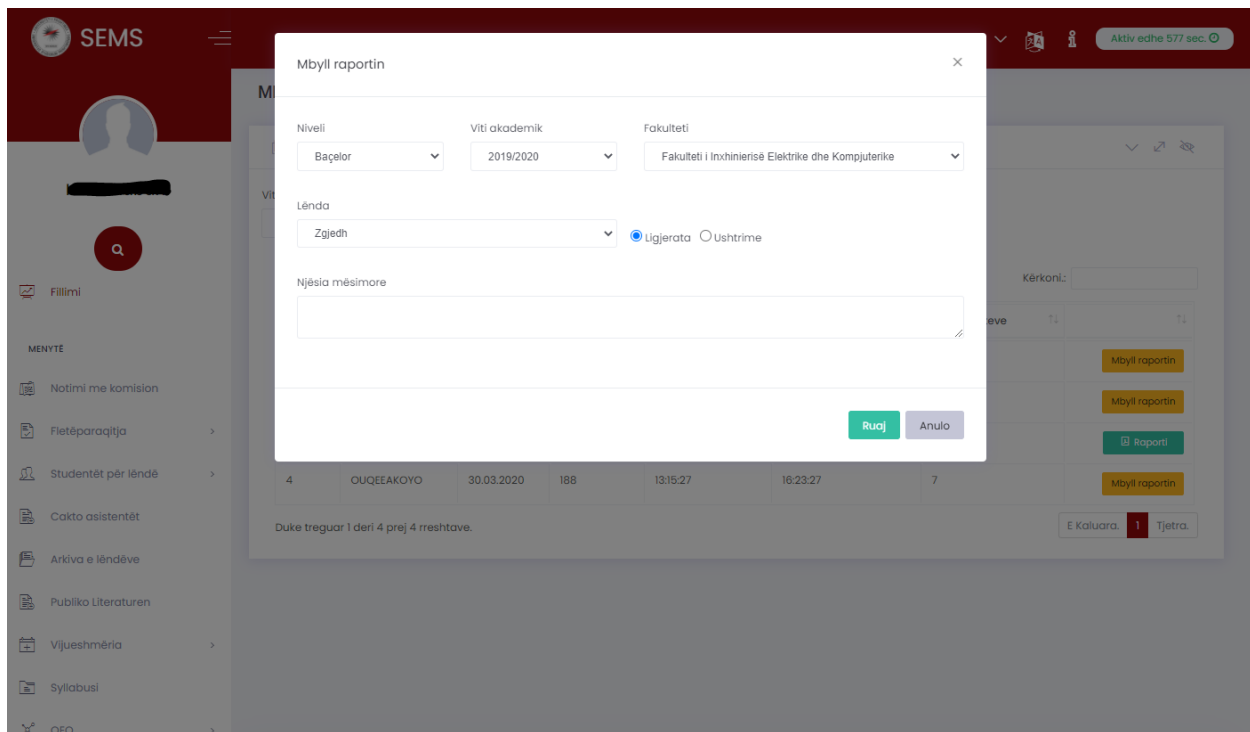 SEMS
Aktiv edhe 577 sec.
Mbyll raportin
Niveli Viti akademik Fakulteti
Baçelor 2019/2020 Fakulteti i Inxhinierisë Elektrike dhe Kompjuterike
Lënda
Zgjedh Ligjerata Ushtrime
Njësia mësimore
Ruaj Anulo
Kërkoni.:
Mbyll raportin
Mbyll raportin
Raporti
4 OUQEEAKOYO 30.03.2020 188 13:15:27 16:23:27 7 Mbyll raportin
Duke treguar 1 deri 4 prej 4 rreshtave.
E Kaluara. 1 Tjetra.
Fillimi
MENYTË
Notimi me komision
Fletëparaqitja
Studentët për lëndë
Cakto asistentët
Arkiva e lëndëve
Publiko Literaturen
Vijueshmëria
Syllabusi